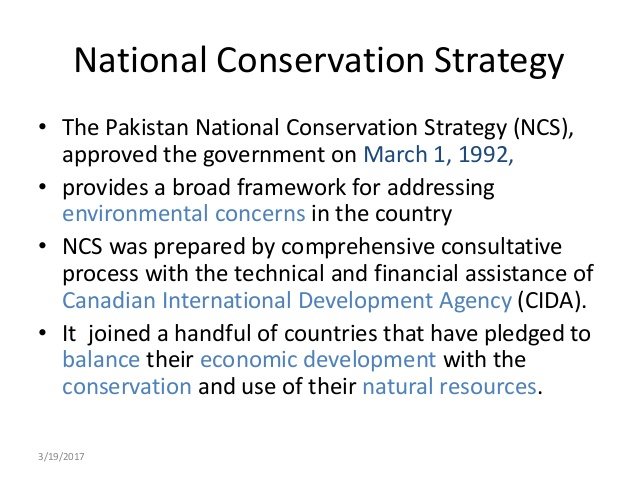 National Conservation Strategy
• The Pakistan National Conservation Strategy (NCS),
approved the government on March 1, 1992,
• provides a broad framework for addressing
environmental concerns in the country
• NCS was prepared by comprehensive consultative
process with the technical and financial assistance of
Canadian International Development Agency (CIDA).
• It joined a handful of countries that have pledged to
balance their economic development with the
conservation and use of their natural resources.
3/19/2017